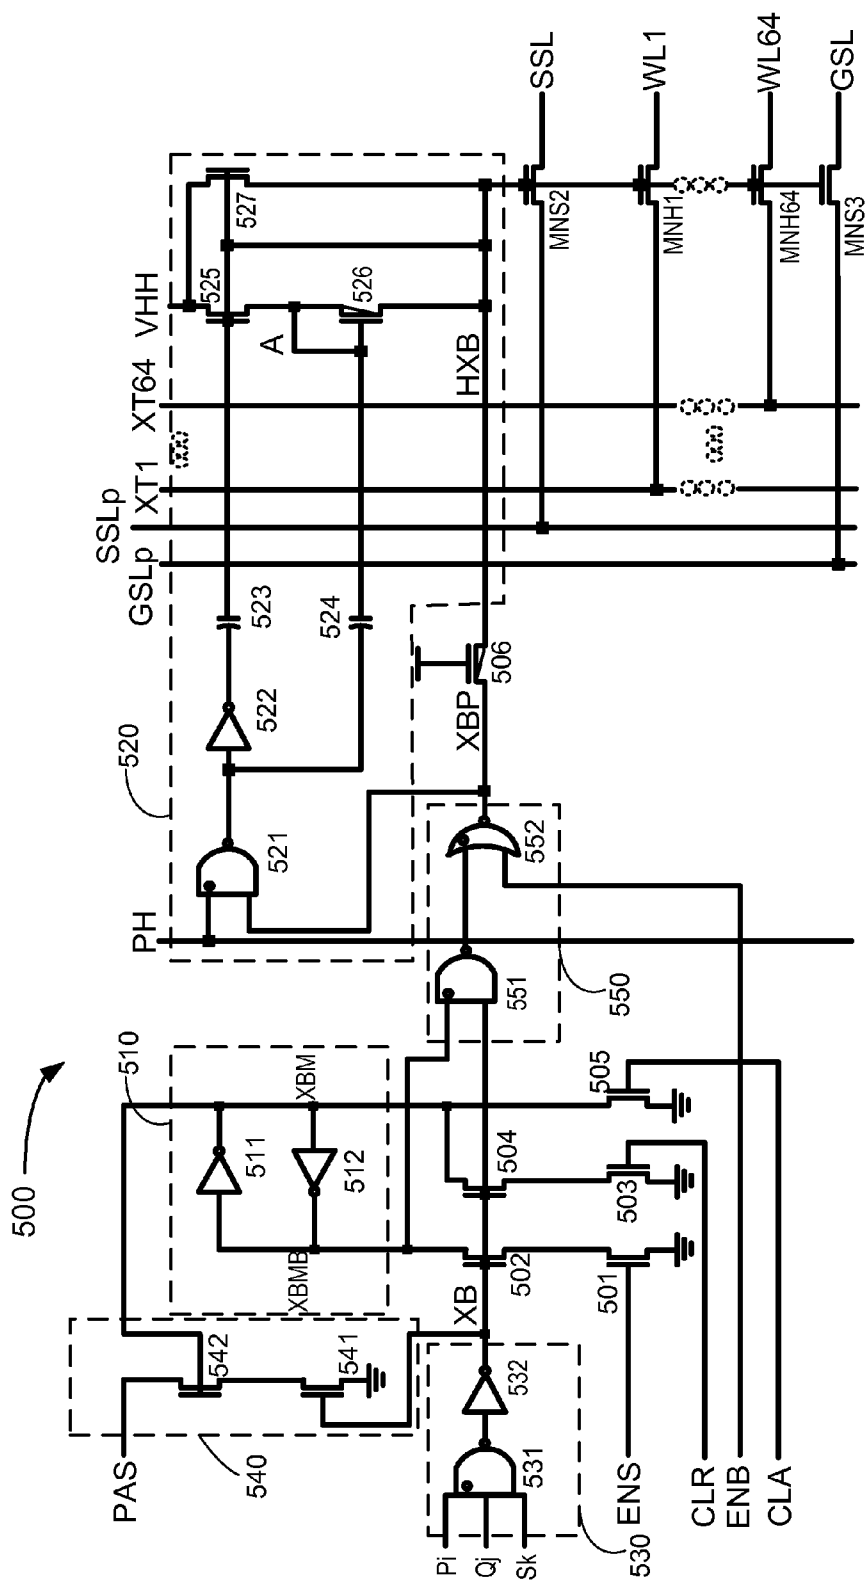 500
PAS
540
542
541
510
511
512
XBM
XBMB
530
531
532
Pi
Qj
Sk
XB
501
502
503
504
505
ENS
CLR
ENB
CLA
PH
520
521
522
523
524
525
526
527
A
VHH
550
551
552
XBP
506
HXB
GSLp
SSLp
XT1
XT64
MNS2
MNH1
MNH64
MNS3
SSL
WL1
WL64
GSL